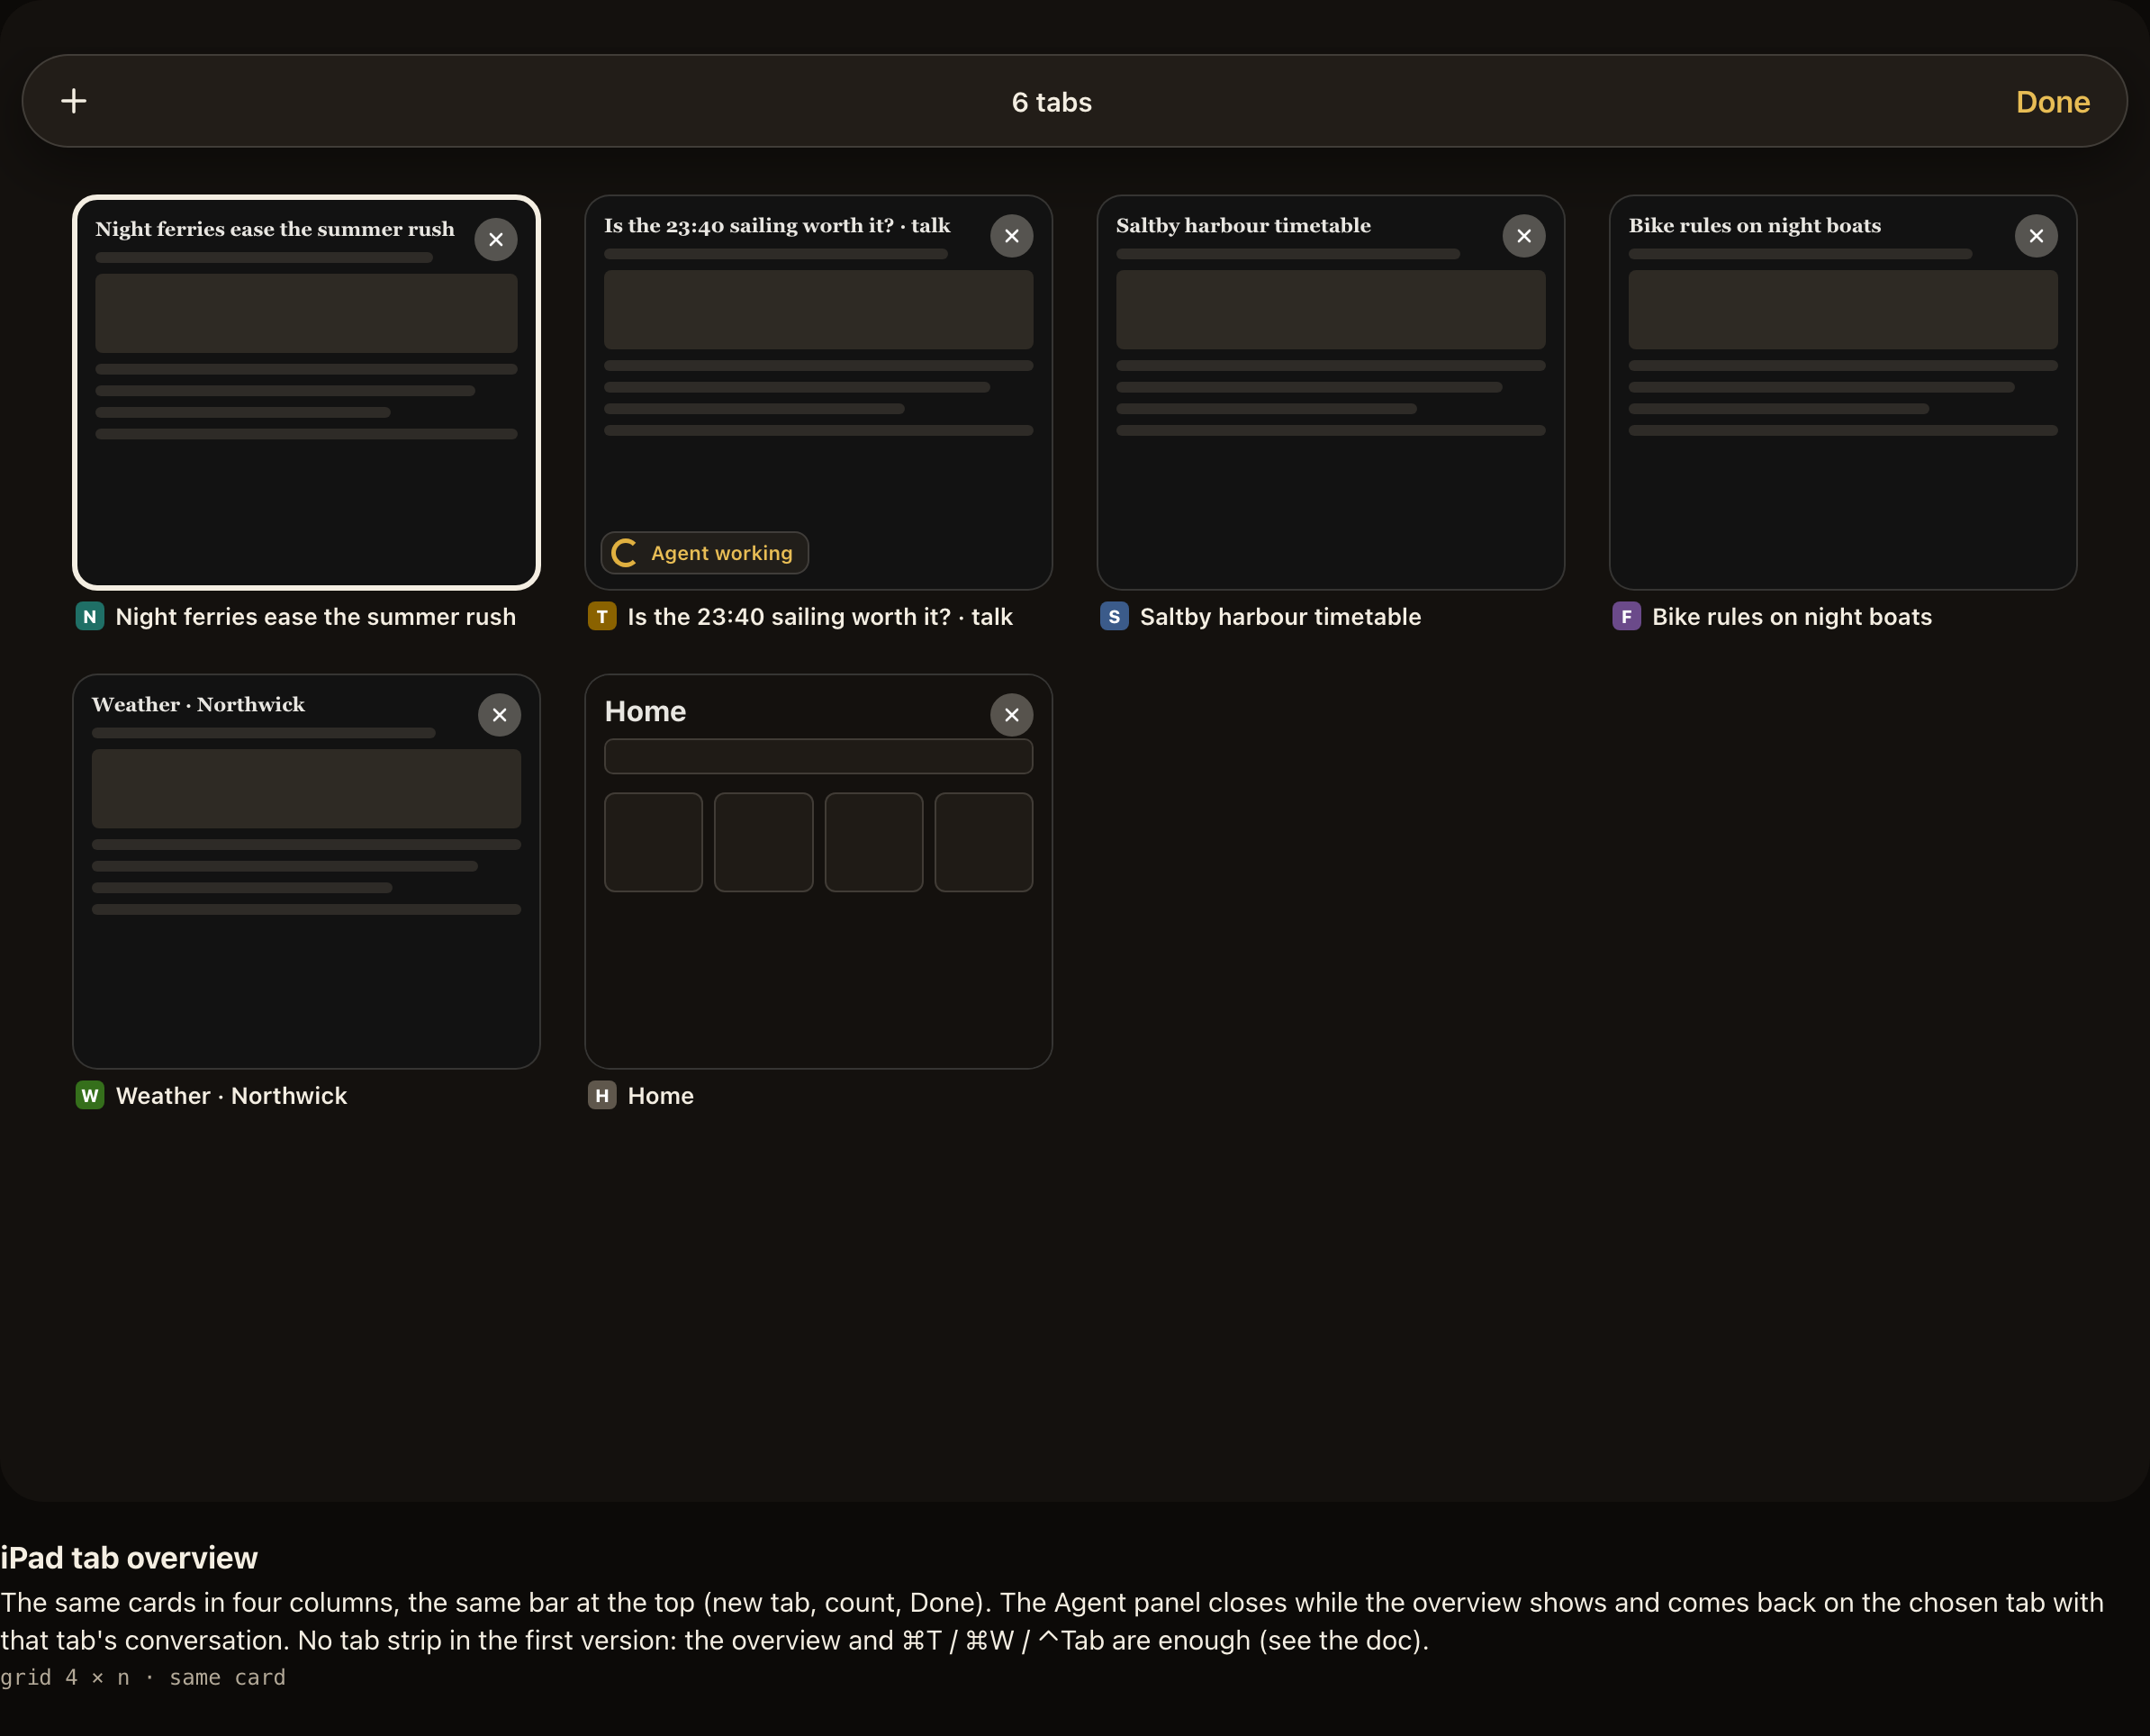 6 tabs
Done
Night ferries ease the summer rush
Is the 23:40 sailing worth it? · talk
Saltby harbour timetable
Bike rules on night boats
Agent working
N Night ferries ease the summer rush
T Is the 23:40 sailing worth it? · talk
S Saltby harbour timetable
F Bike rules on night boats
Weather · Northwick
Home
W Weather · Northwick
H Home
iPad tab overview
The same cards in four columns, the same bar at the top (new tab, count, Done). The Agent panel closes while the overview shows and comes back on the chosen tab with
that tab's conversation. No tab strip in the first version: the overview and ⌘T / ⌘W / ^Tab are enough (see the doc).
grid 4 × n · same card